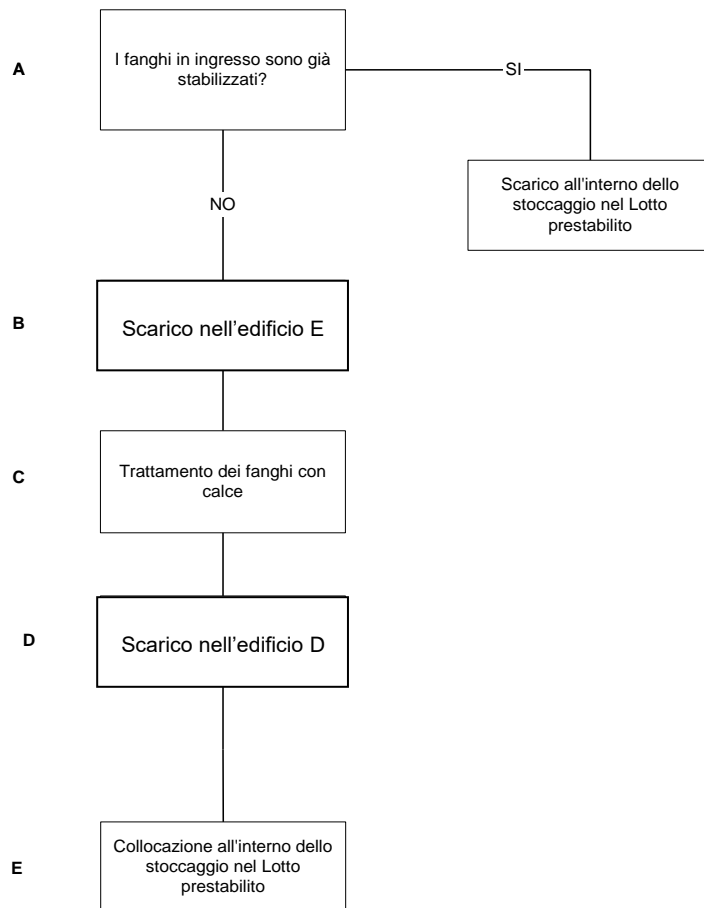 A
I fanghi in ingresso sono già
stabilizzati?
SI
Scarico all'interno dello
stoccaggio nel Lotto
prestabilito
NO
B
Scarico nell'edificio E
C
Trattamento dei fanghi con
calce
D
Scarico nell'edificio D
E
Collocazione all'interno dello
stoccaggio nel Lotto
prestabilito